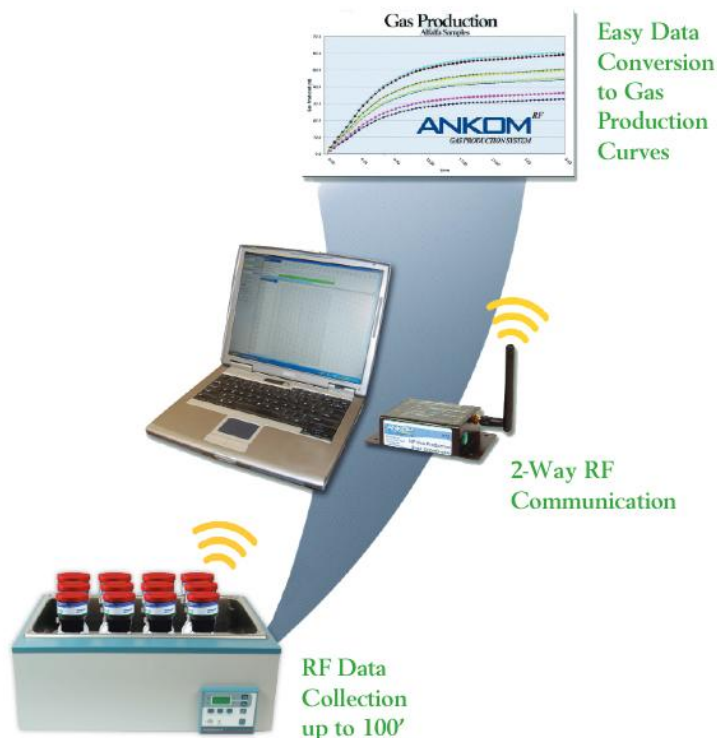 Gas Production
Alfalfa Samples
ANKOM RF
GAS PRODUCTION SYSTEM
Easy Data
Conversion
to Gas
Production
Curves
ANKOM
2-Way RF
Communication
RF Data
Collection
up to 100′